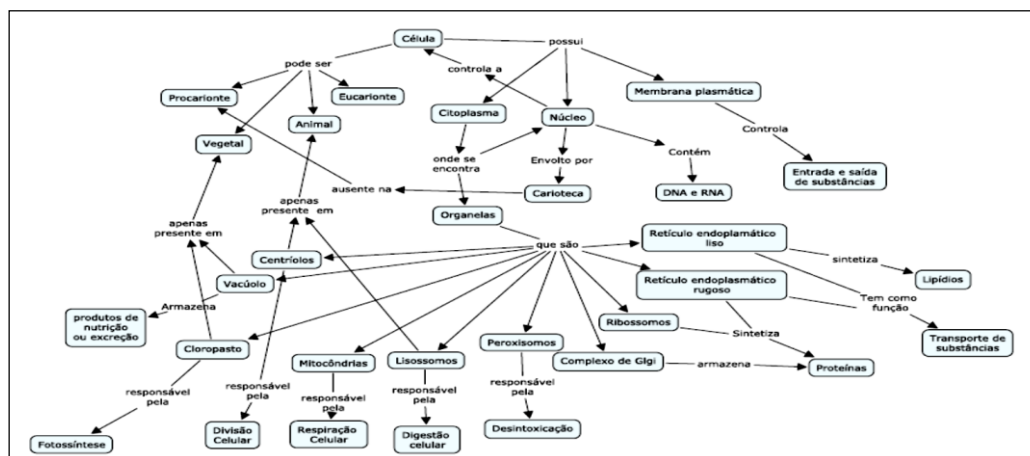 Célula
possui
pode ser
controla a
Procarionte
Eucarionte
Membrana plasmática
Citoplasma
Núcleo
Animal
Vegetal
Controla
onde se
encontra
Envolto por
Contém
Entrada e saída
de substâncias
ausente na
Carioteca
DNA e RNA
apenas
presente em
Organelas
apenas
presente em
que são
Retículo endoplamático
liso
Centríolos
sintetiza
Lipídios
Vacúolo
Retículo endoplasmático
rugoso
Armazena
Tem como
função
produtos de
nutrição
ou excreção
Ribossomos
Sintetiza
Transporte de
substâncias
Cloropasto
Peroxisomos
Mitocôndrias
Lisossomos
Complexo de Glgi
armazena
Proteínas
responsável
pela
responsável
pela
responsável
pela
responsável
pela
responsável
pela
Fotossíntese
Divisão
Celular
Respiração
Celular
Digestão
celular
Desintoxicação